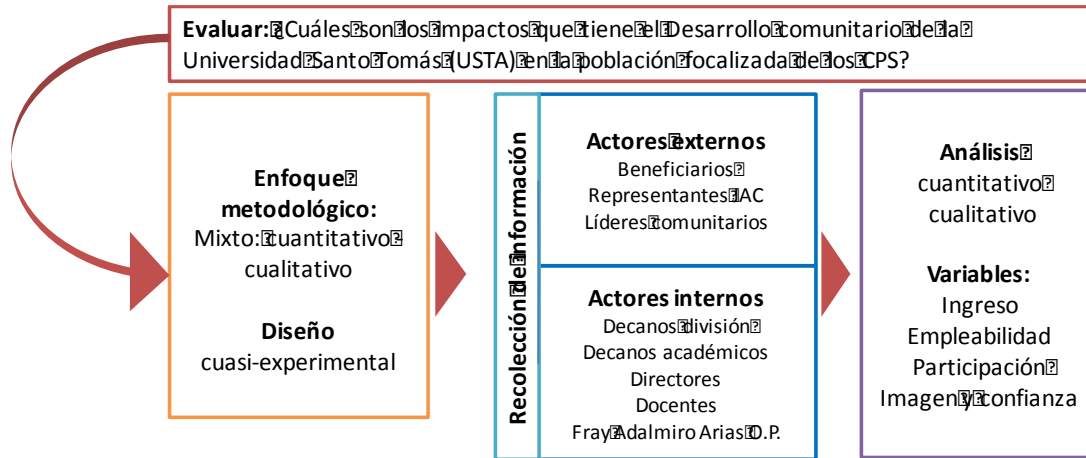 Evaluar: ¿Cuáles son los impactos que tiene el Desarrollo comunitario de la
Universidad Santo Tomás (USTA) en la población focalizada de los CPS?
Enfoque
metodológico:
Mixto: cuantitativo -
cualitativo
Diseño
cuasi-experimental
Recolección de información
Actores externos
Beneficiarios
Representantes JAC
Líderes comunitarios
Actores internos
Decanos división
Decanos académicos
Directores
Docentes
Fray Adalmiro Arias O.P.
Análisis
cuantitativo
cualitativo
Variables:
Ingreso
Empleabilidad
Participación
Imagen y confianza